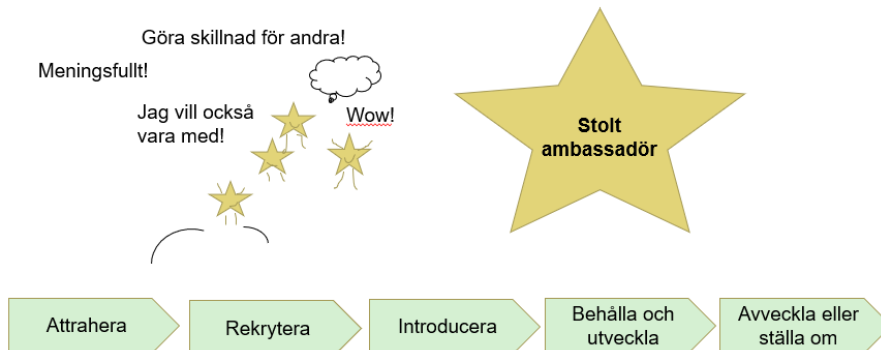 Göra skillnad för andra!
Meningsfullt!
Jag vill också
vara med!
Wow!
Stolt
ambassadör
Attrahera
Rekrytera
Introducera
Behålla och
utveckla
Avveckla eller
ställa om